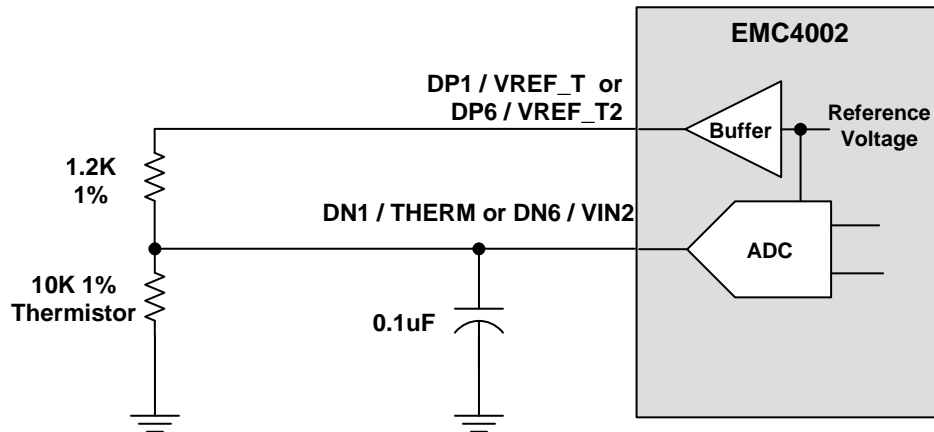 EMC4002
DP1 / VREF_T or
DP6 / VREF_T2
Buffer
Reference
Voltage
1.2K
1%
DN1 / THERM or DN6 / VIN2
ADC
10K 1%
Thermistor
0.1uF